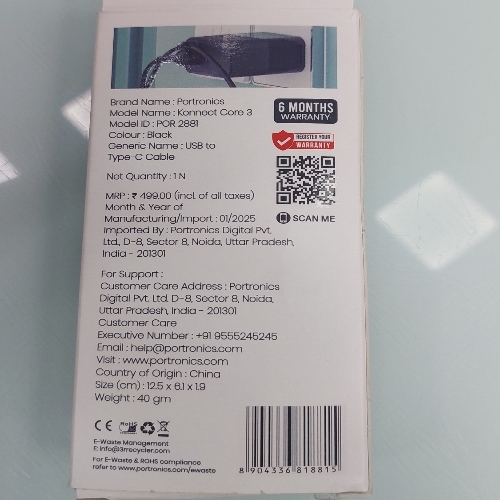 Brand Name : Portronics
Model Name : Konnect Core 3
Model ID : POR 2881
Colour : Black
Generic Name : USB to
Type-C Cable
Net Quantity : 1 N
MRP : ₹ 499.00 (incl. of all taxes)
Month & Year of
Manufacturing/Import : 01/2025
Imported By : Portronics Digital Pvt,
Ltd., D-8, Sector 8, Noida, Uttar Pradesh,
India - 201301
6 MONTHS
WARRANTY
REGISTER YOUR
WARRANTY
SCAN ME
For Support :
Customer Care Address : Portronics
Digital Pvt. Ltd. D-8, Sector 8, Noida,
Uttar Pradesh, India - 201301
Customer Care
Executive Number : +91 9555245245
Email : help@portronics.com
Visit : www.portronics.com
Country of Origin : China
Size (cm) : 12.5 x 6.1 x 1.9
Weight : 40 gm
CE RoHS
E-Waste Management
E: info@3rrecycler.com
For E-Waste & ROHS compliance
refer to www.portronics.com/ewaste
8 904336 818815